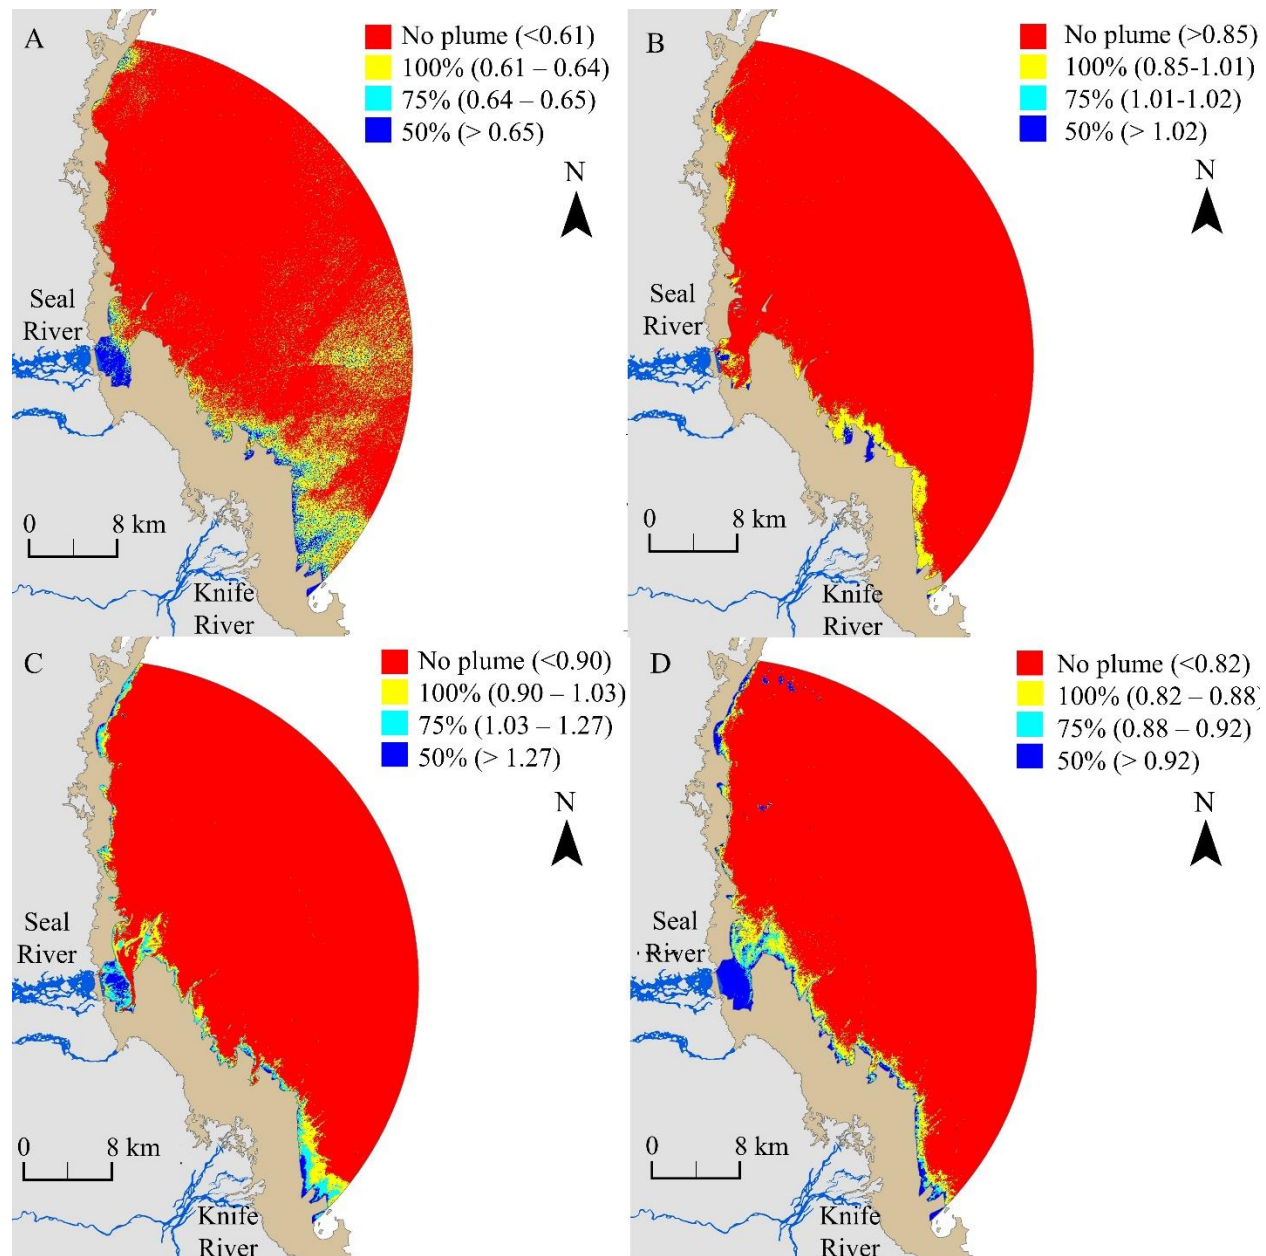 A
No plume (<0.61)
100% (0.61 – 0.64)
75% (0.64 – 0.65)
50% (> 0.65)
N
Seal
River
0 8 km
Knife
River
B
No plume (>0.85)
100% (0.85-1.01)
75% (1.01-1.02)
50% (> 1.02)
N
Seal
River
0 8 km
Knife
River
C
No plume (<0.90)
100% (0.90 – 1.03)
75% (1.03 – 1.27)
50% (> 1.27)
N
Seal
River
0 8 km
Knife
River
D
No plume (<0.82)
100% (0.82 – 0.88)
75% (0.88 – 0.92)
50% (> 0.92)
N
Seal
River
0 8 km
Knife
River